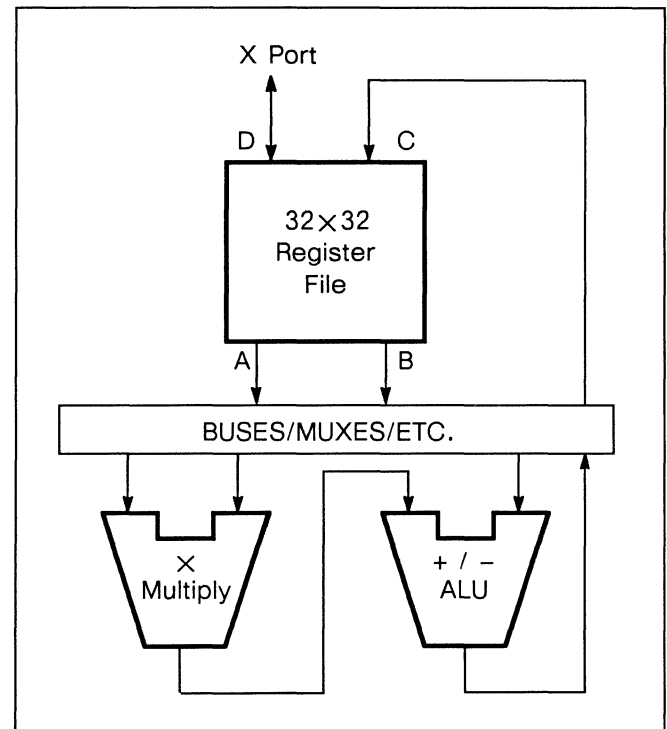 X Port
D
C
32×32
Register
File
A
B
BUSES/MUXES/ETC.
×
Multiply
+ / −
ALU